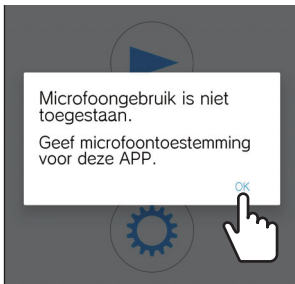 Microfoongebruik is niet
toegestaan.
Geef microfoontoestemming
voor deze APP.
OK